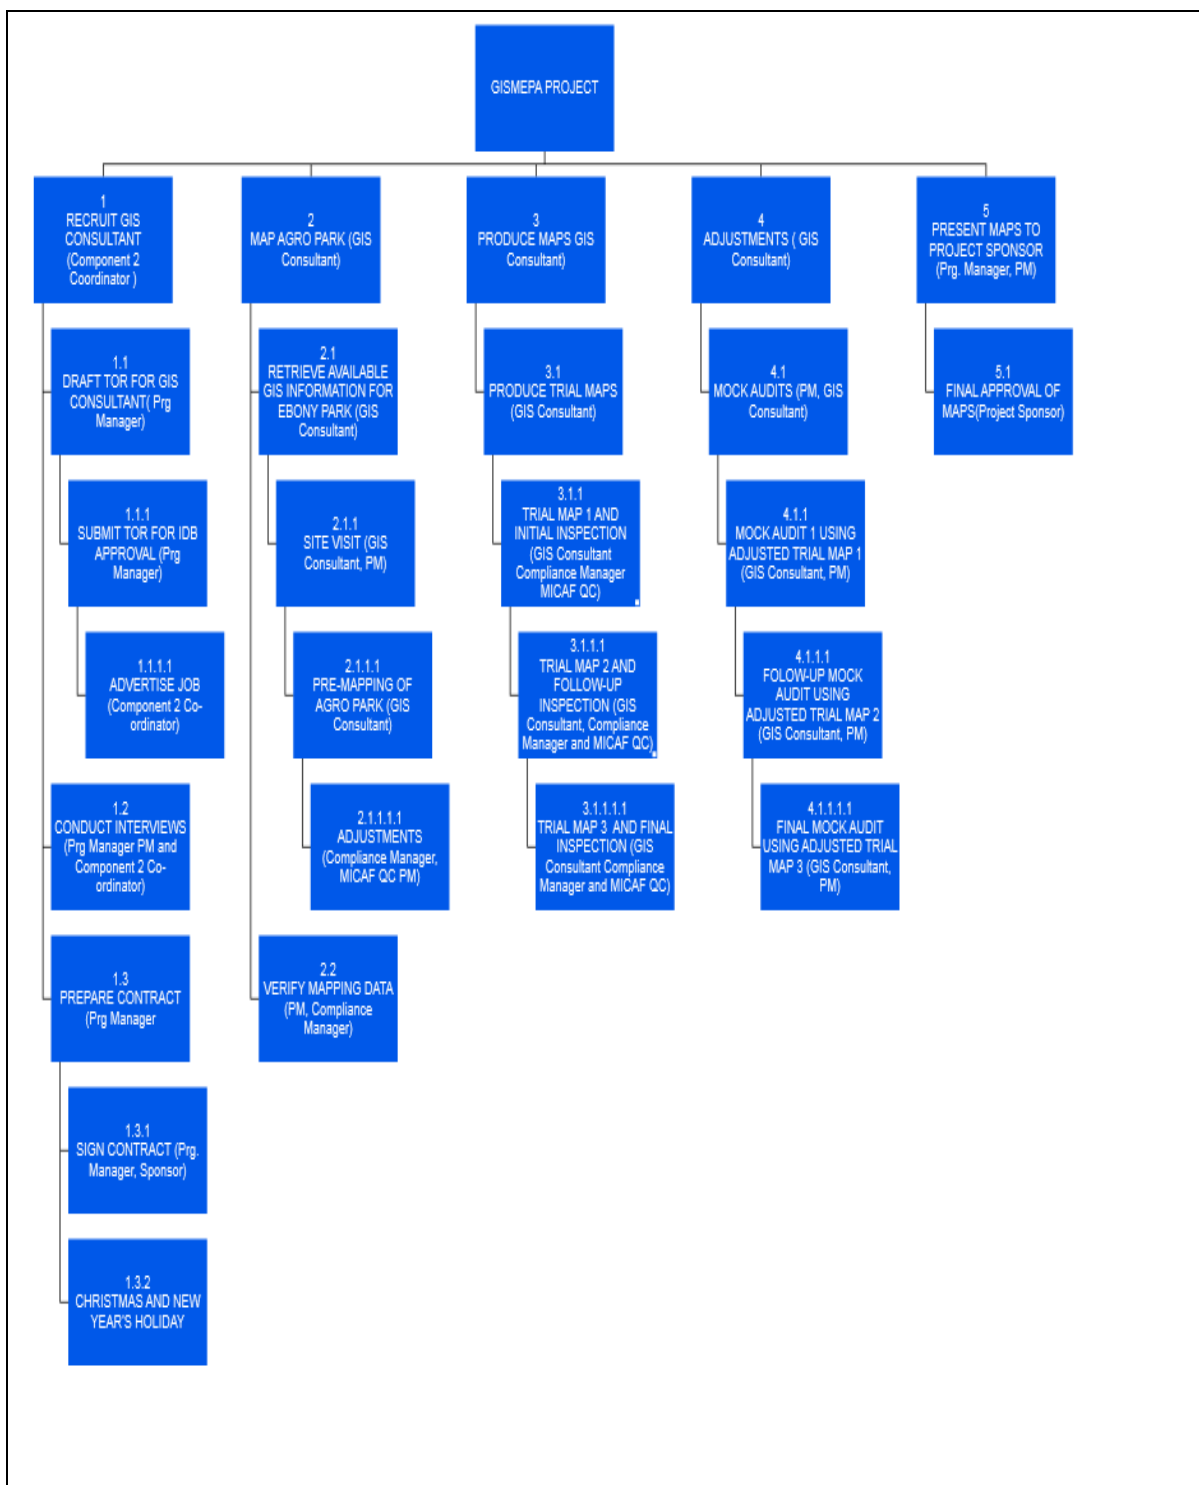 GISMEPA PROJECT
1
RECRUIT GIS
CONSULTANT
(Component 2
Coordinator )
2
MAP AGRO PARK (GIS
Consultant)
3
PRODUCE MAPS GIS
Consultant)
4
ADJUSTMENTS ( GIS
Consultant)
5
PRESENT MAPS TO
PROJECT SPONSOR
(Prg. Manager, PM)
1.1
DRAFT TOR FOR GIS
CONSULTANT( Prg
Manager)
2.1
RETRIEVE AVAILABLE
GIS INFORMATION FOR
EBONY PARK (GIS
Consultant)
3.1
PRODUCE TRIAL MAPS
(GIS Consultant)
4.1
MOCK AUDITS (PM, GIS
Consultant)
5.1
FINAL APPROVAL OF
MAPS(Project Sponsor)
1.1.1
SUBMIT TOR FOR IDB
APPROVAL (Prg
Manager)
2.1.1
SITE VISIT (GIS
Consultant, PM)
3.1.1
TRIAL MAP 1 AND
INITIAL INSPECTION
(GIS Consultant
Compliance Manager
MICAF QC)
4.1.1
MOCK AUDIT 1 USING
ADJUSTED TRIAL MAP 1
(GIS Consultant, PM)
1.1.1.1
ADVERTISE JOB
(Component 2 Co-
ordinator)
2.1.1.1
PRE-MAPPING OF
AGRO PARK (GIS
Consultant)
3.1.1.1
TRIAL MAP 2 AND
FOLLOW-UP
INSPECTION (GIS
Consultant, Compliance
Manager and MICAF QC)
4.1.1.1
FOLOW-UP MOCK
AUDIT USING
ADJUSTED TRIAL MAP 2
(GIS Consultant, PM)
1.2
CONDUCT INTERVIEWS
(Prg Manager PM and
Component 2 Co-
ordinator)
2.1.1.1.1
ADJUSTMENTS
(Compliance Manager,
MICAF QC PM)
3.1.1.1.1
TRIAL MAP 3 AND FINAL
INSPECTION (GIS
Consultant Compliance
Manager and MICAF QC)
4.1.1.1.1
FINAL MOCK AUDIT
USING ADJUSTED TRIAL
MAP 3 (GIS Consultant,
PM)
1.3
PREPARE CONTRACT
(Prg Manager
2.2
VERIFY MAPPING DATA
(PM, Compliance
Manager)
1.3.1
SIGN CONTRACT (Prg.
Manager, Sponsor)
1.3.2
CHRISTMAS AND NEW
YEAR'S HOLIDAY